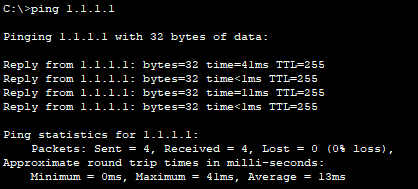 C:\>ping 1.1.1.1
Pinging 1.1.1.1 with 32 bytes of data:
Reply from 1.1.1.1: bytes=32 time=41ms TTL=255
Reply from 1.1.1.1: bytes=32 time<1ms TTL=255
Reply from 1.1.1.1: bytes=32 time=11ms TTL=255
Reply from 1.1.1.1: bytes=32 time<1ms TTL=255
Ping statistics for 1.1.1.1:
    Packets: Sent = 4, Received = 4, Lost = 0 (0% loss),
Approximate round trip times in milli-seconds:
    Minimum = 0ms, Maximum = 41ms, Average = 13ms